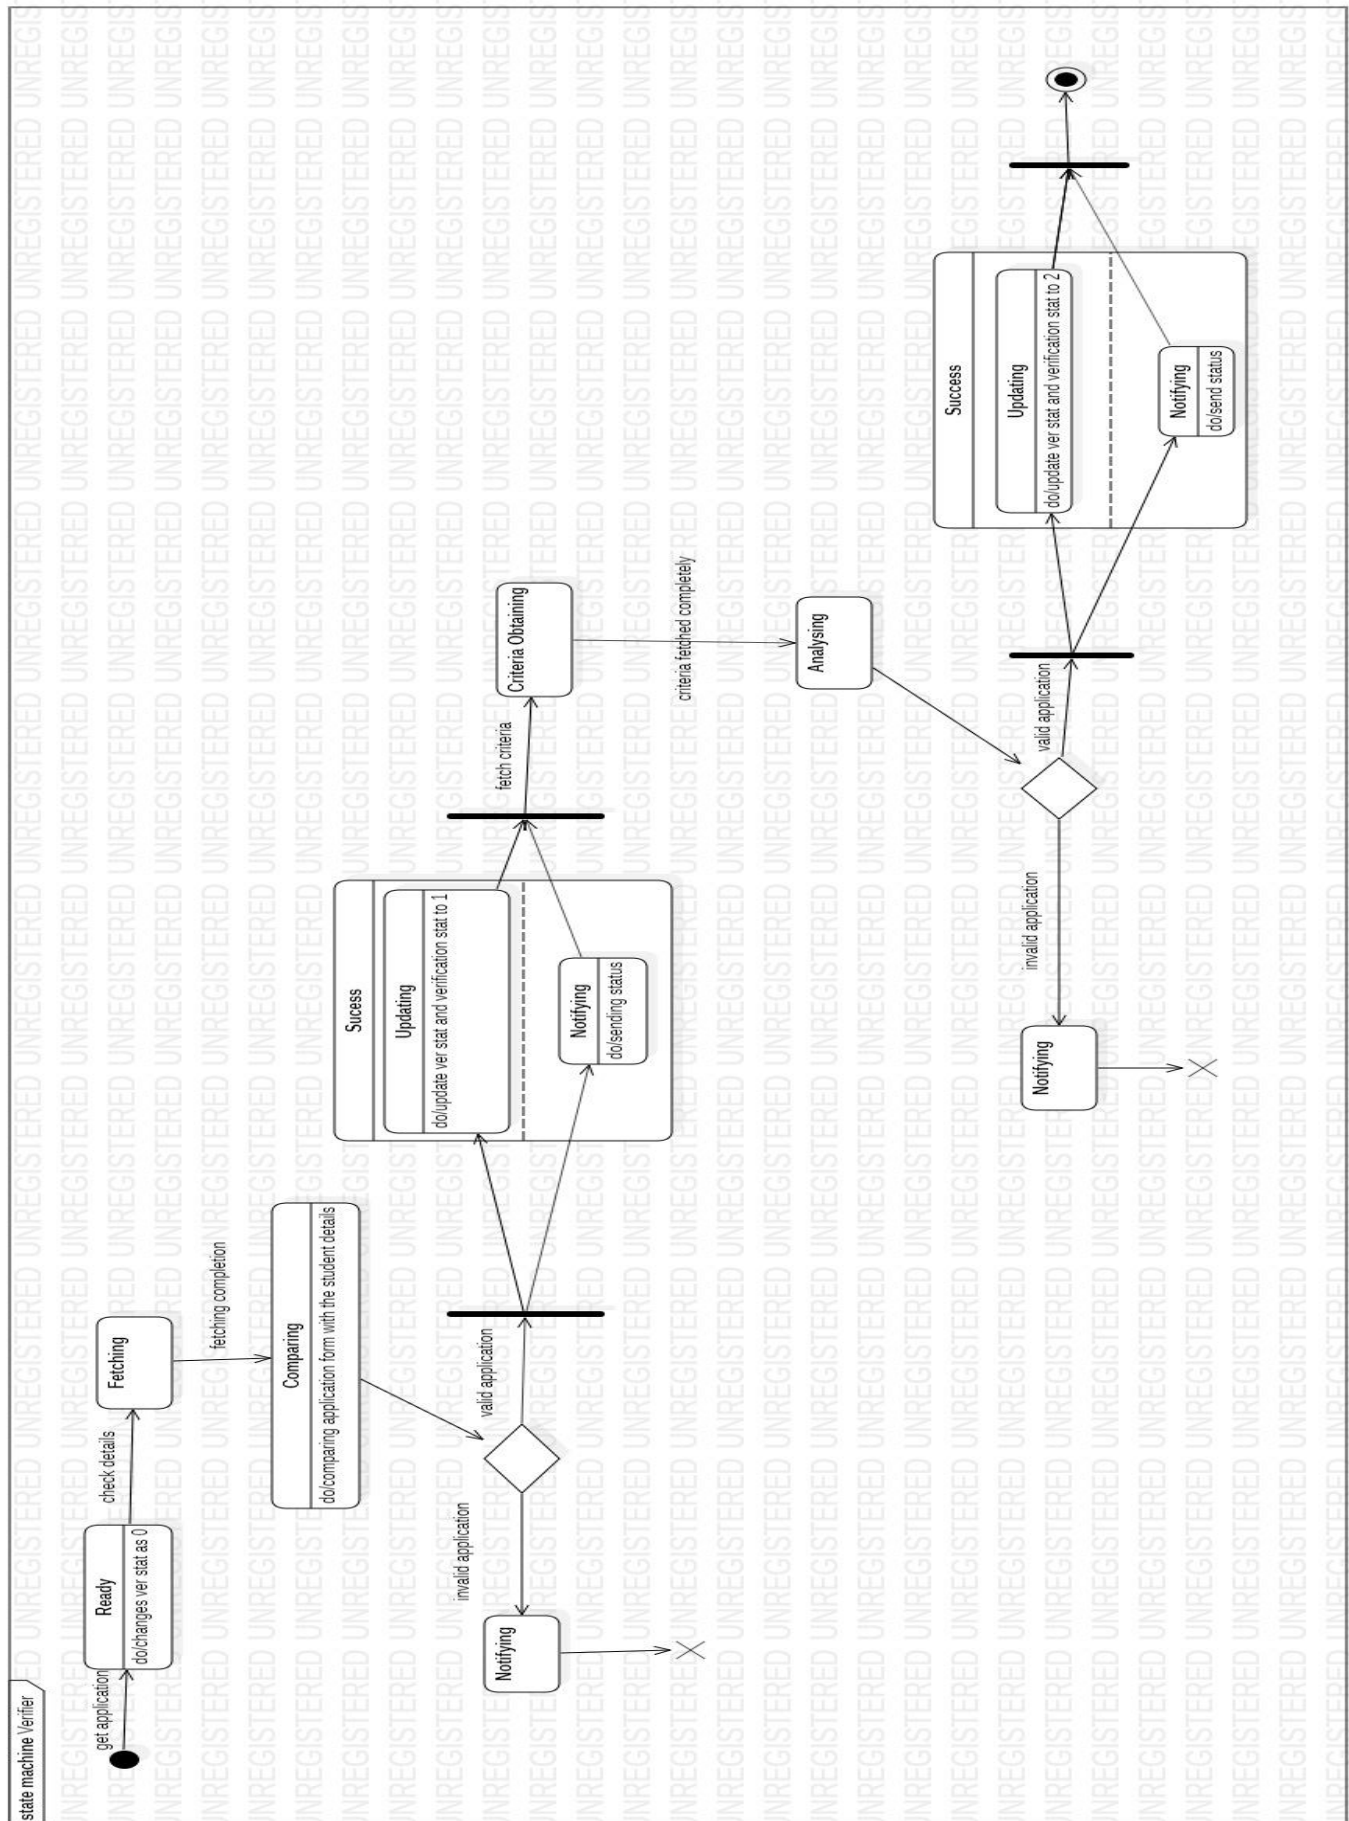 state machine Verifier
get application
Ready
do/changes ver stat as 0
check details
Fetching
fetching completion
Comparing
do/comparing application form with the student details
invalid application
valid application
Notifying
Sucess
Updating
do/update ver stat and verification stat to 1
Notifying
do/sending status
fetch criteria
Criteria Obtaining
criteria fetched completely
Analysing
invalid application
valid application
Notifying
Success
Updating
do/update ver stat and verification stat to 2
Notifying
do/send status
UNREGISTERED